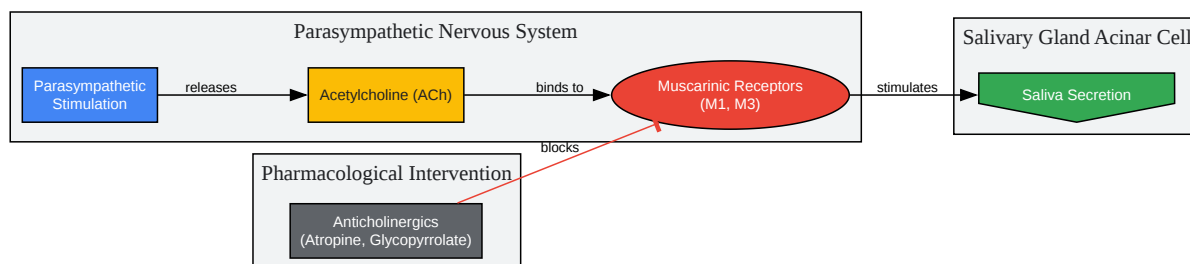 Parasympathetic Nervous System
Salivary Gland Acinar Cell
Parasympathetic
Stimulation
releases
Acetylcholine (ACh)
binds to
Muscarinic Receptors
(M1, M3)
stimulates
Saliva Secretion
blocks
Pharmacological Intervention
Anticholinergics
(Atropine, Glycopyrrolate)